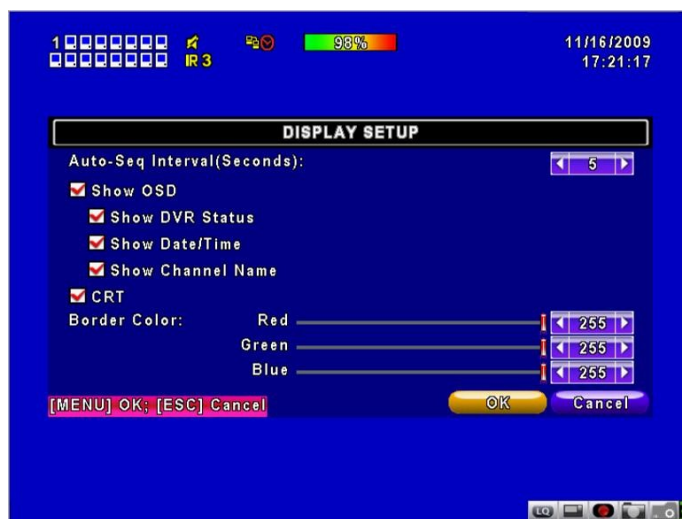 1
IR 3
98%
11/16/2009
17:21:17
DISPLAY SETUP
Auto-Seq Interval(Seconds):
5
Show OSD
Show DVR Status
Show Date/Time
Show Channel Name
CRT
Border Color: Red 255
Green 255
Blue 255
[MENU] OK; [ESC] Cancel
OK
Cancel
LQ